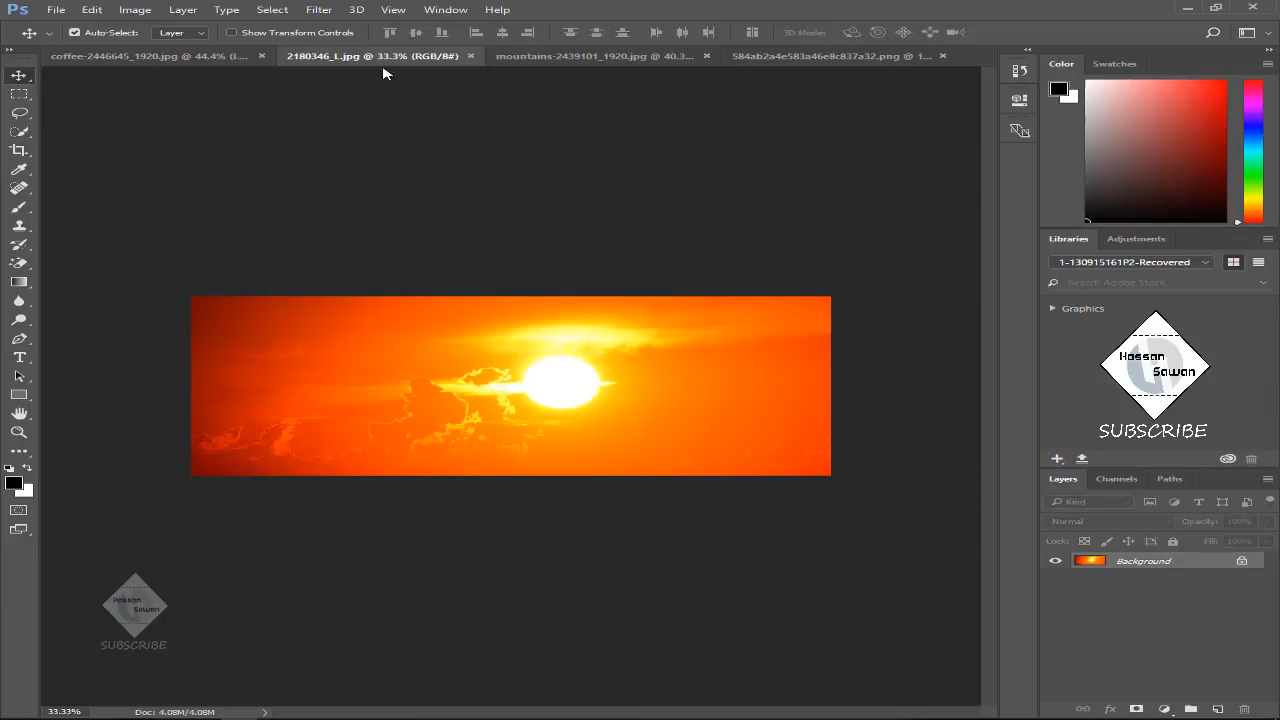 Ps File Edit Image Layer Type Select Filter 3D View Window Help
Auto-Select: Layer Show Transform Controls 3D Mode:
coffee-2446645_1920.jpg @ 44.4% (L... 2180346_L.jpg @ 33.3% (RGB/8#) mountains-2439101_1920.jpg @ 40.3... 584ab2a4e583a46e8c837a32.png @ 1...
Color Swatches
Libraries Adjustments
1-130915161P2-Recovered
Search Adobe Stock
Graphics
Hassan
Sawan
SUBSCRIBE
Layers Channels Paths
Kind
Normal Opacity: 100%
Lock: Fill: 100%
Background
Hassan
Sawan
SUBSCRIBE
33.33% Doc: 4.08M/4.08M